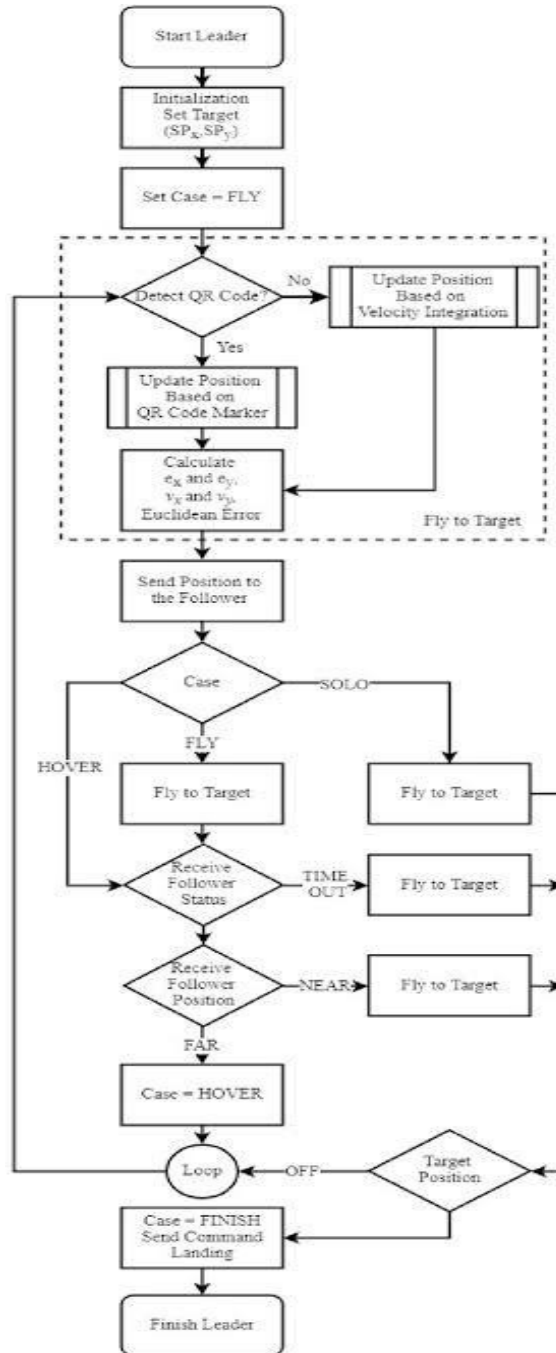 Start Leader
Initialization
Set Target
(SPx,SPy)
Set Case = FLY
Detect QR Code?
No
Update Position
Based on
Velocity Integration
Yes
Update Position
Based on
QR Code Marker
Calculate
ex and ey,
vx and vy,
Euclidean Error
Fly to Target
Send Position to
the Follower
Case
SOLO
FLY
HOVER
Fly to Target
Fly to Target
Receive
Follower
Status
TIME
OUT
Fly to Target
Receive
Follower
Position
NEAR
Fly to Target
FAR
Case = HOVER
Loop
OFF
Target
Position
Case = FINISH
Send Command
Landing
Finish Leader